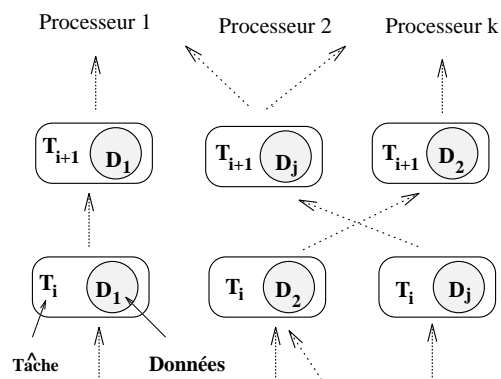 Processeur 1 Processeur 2 Processeur k
T_{i+1} D_1 T_{i+1} D_j T_{i+1} D_2
T_i D_1 T_i D_2 T_i D_j
Tâche Données